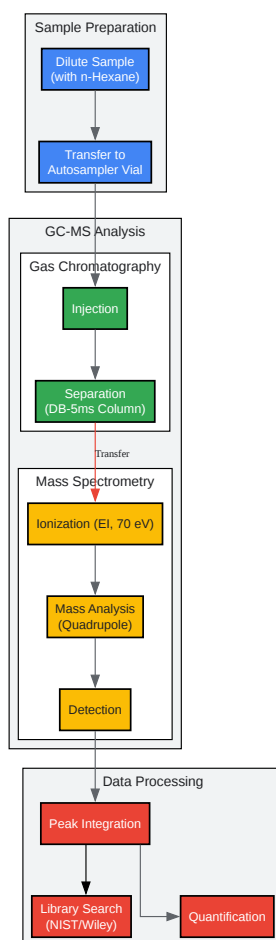 Sample Preparation
Dilute Sample
(with n-Hexane)
Transfer to
Autosampler Vial
GC-MS Analysis
Gas Chromatography
Injection
Separation
(DB-5ms Column)
Transfer
Mass Spectrometry
Ionization (EI, 70 eV)
Mass Analysis
(Quadrupole)
Detection
Data Processing
Peak Integration
Library Search
(NIST/Wiley)
Quantification